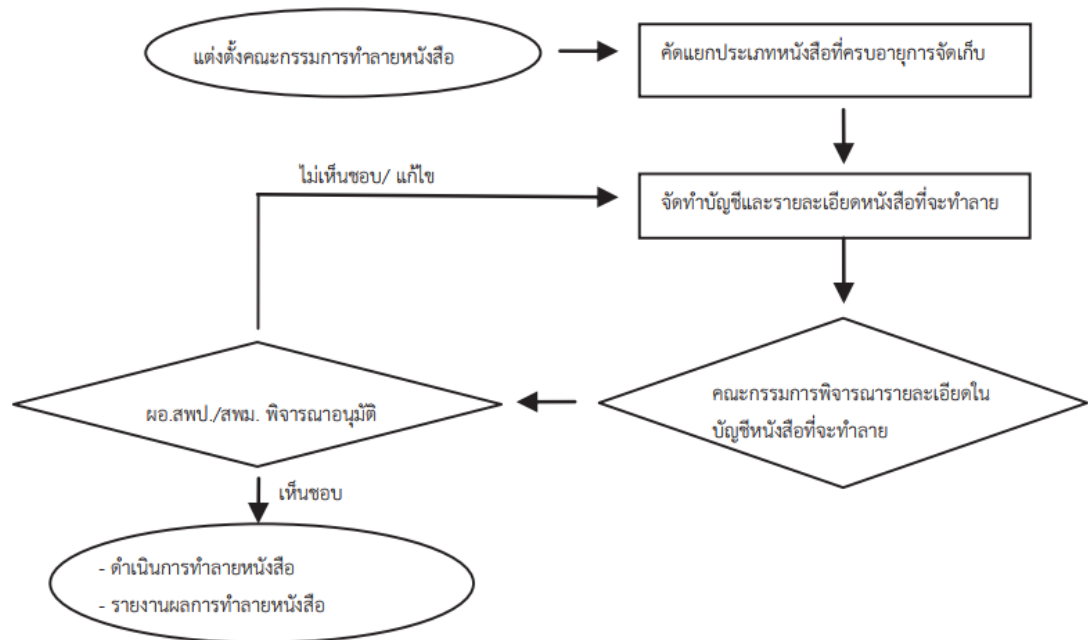 แต่งตั้งคณะกรรมการทำลายหนังสือ
คัดแยกประเภทหนังสือที่ครบอายุการจัดเก็บ
ไม่เห็นชอบ/ แก้ไข
จัดทำบัญชีและรายละเอียดหนังสือที่จะทำลาย
คณะกรรมการพิจารณารายละเอียดใน
บัญชีหนังสือที่จะทำลาย
ผอ.สพป./สพม. พิจารณาอนุมัติ
เห็นชอบ
- ดำเนินการทำลายหนังสือ
- รายงานผลการทำลายหนังสือ